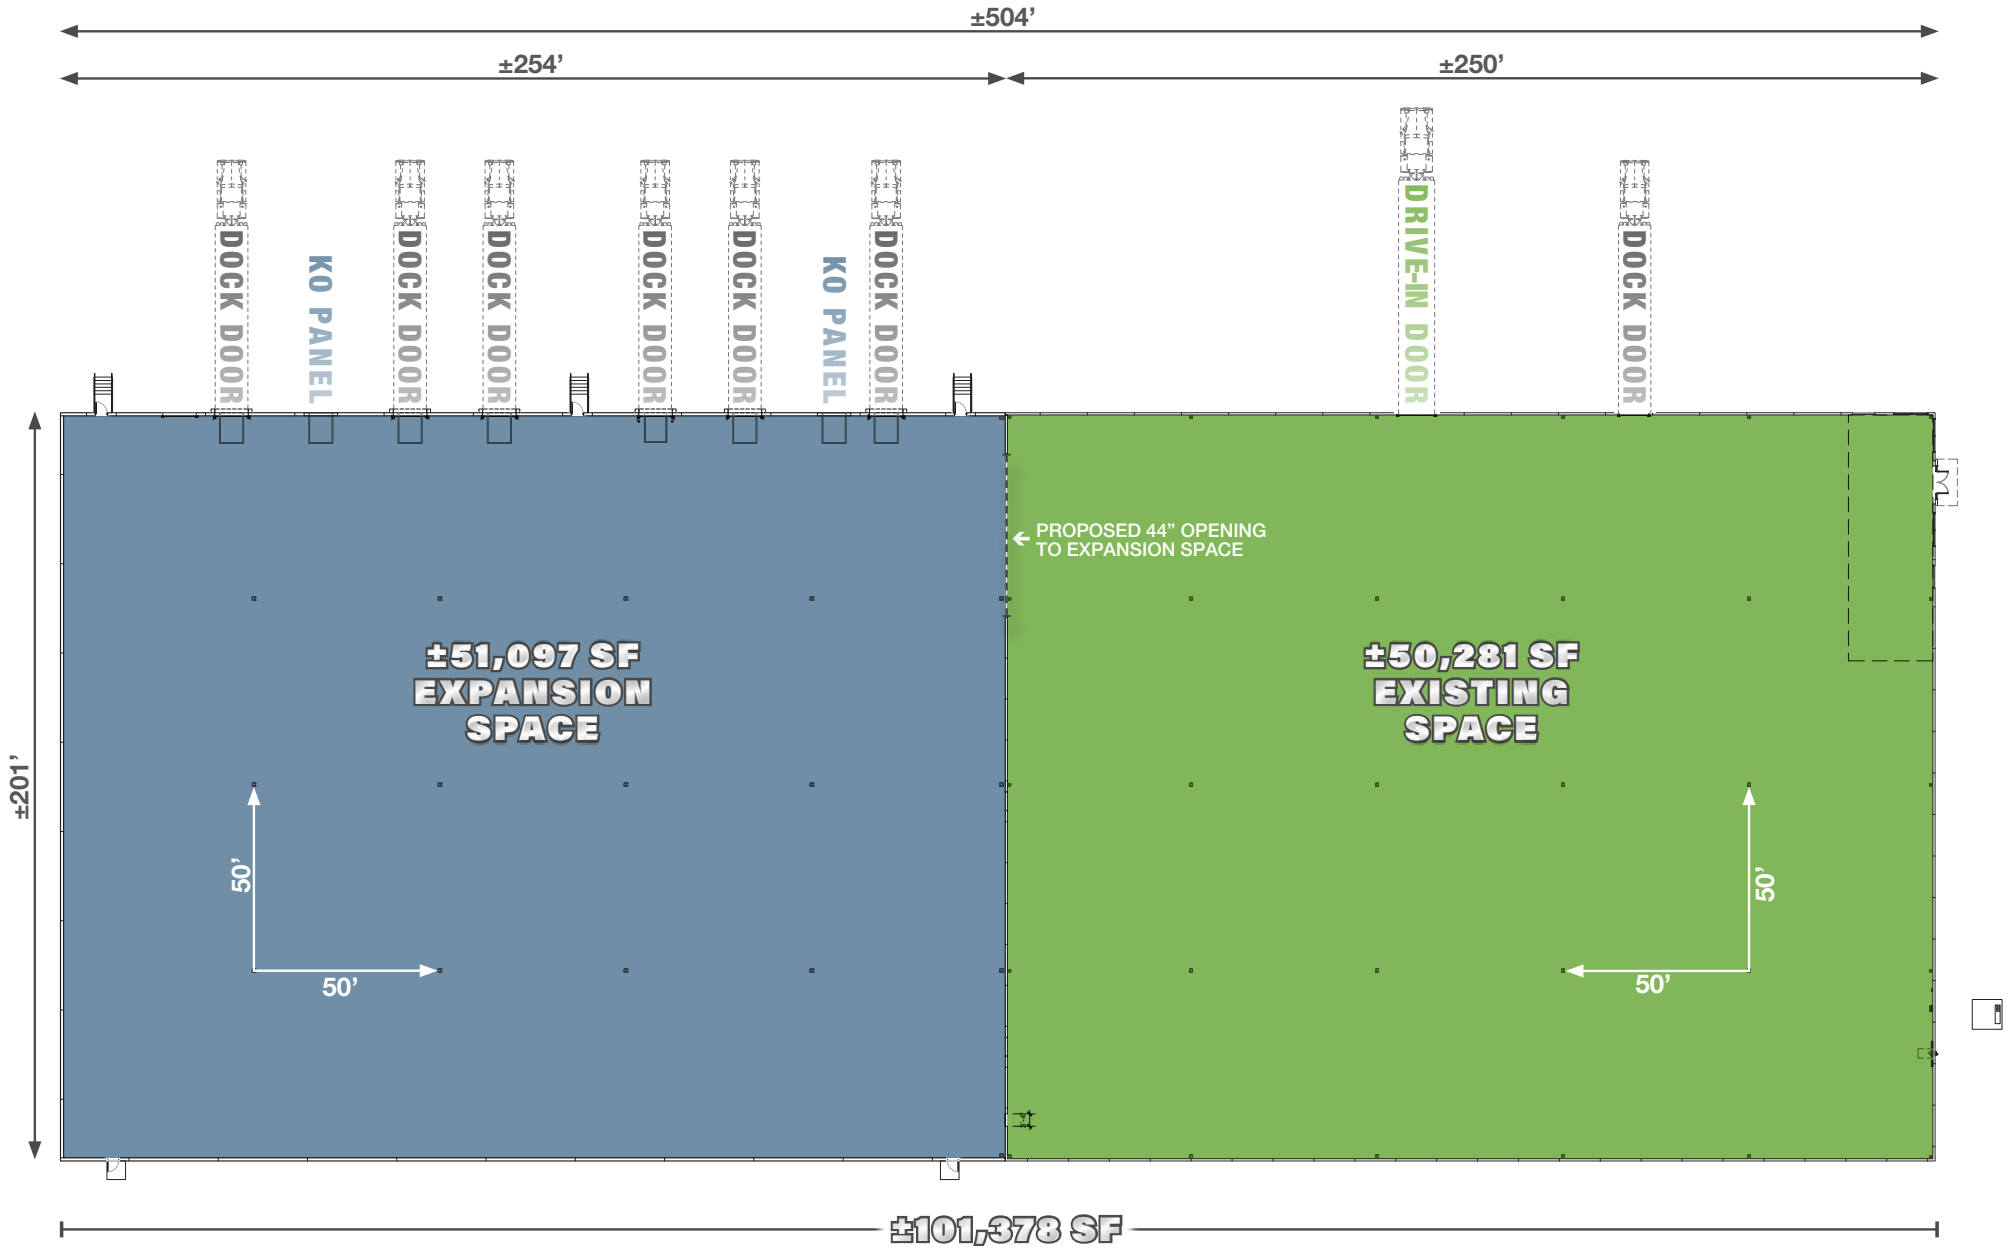 ±504’
±254’
±250’
DOCK DOOR
KO PANEL
DOCK DOOR
DOCK DOOR
DOCK DOOR
DOCK DOOR
KO PANEL
DOCK DOOR
DRIVE-IN DOOR
DOCK DOOR
PROPOSED 44” OPENING
TO EXPANSION SPACE
±51,097 SF
EXPANSION
SPACE
±50,281 SF
EXISTING
SPACE
±201’
50’
50’
50’
50’
±101,378 SF